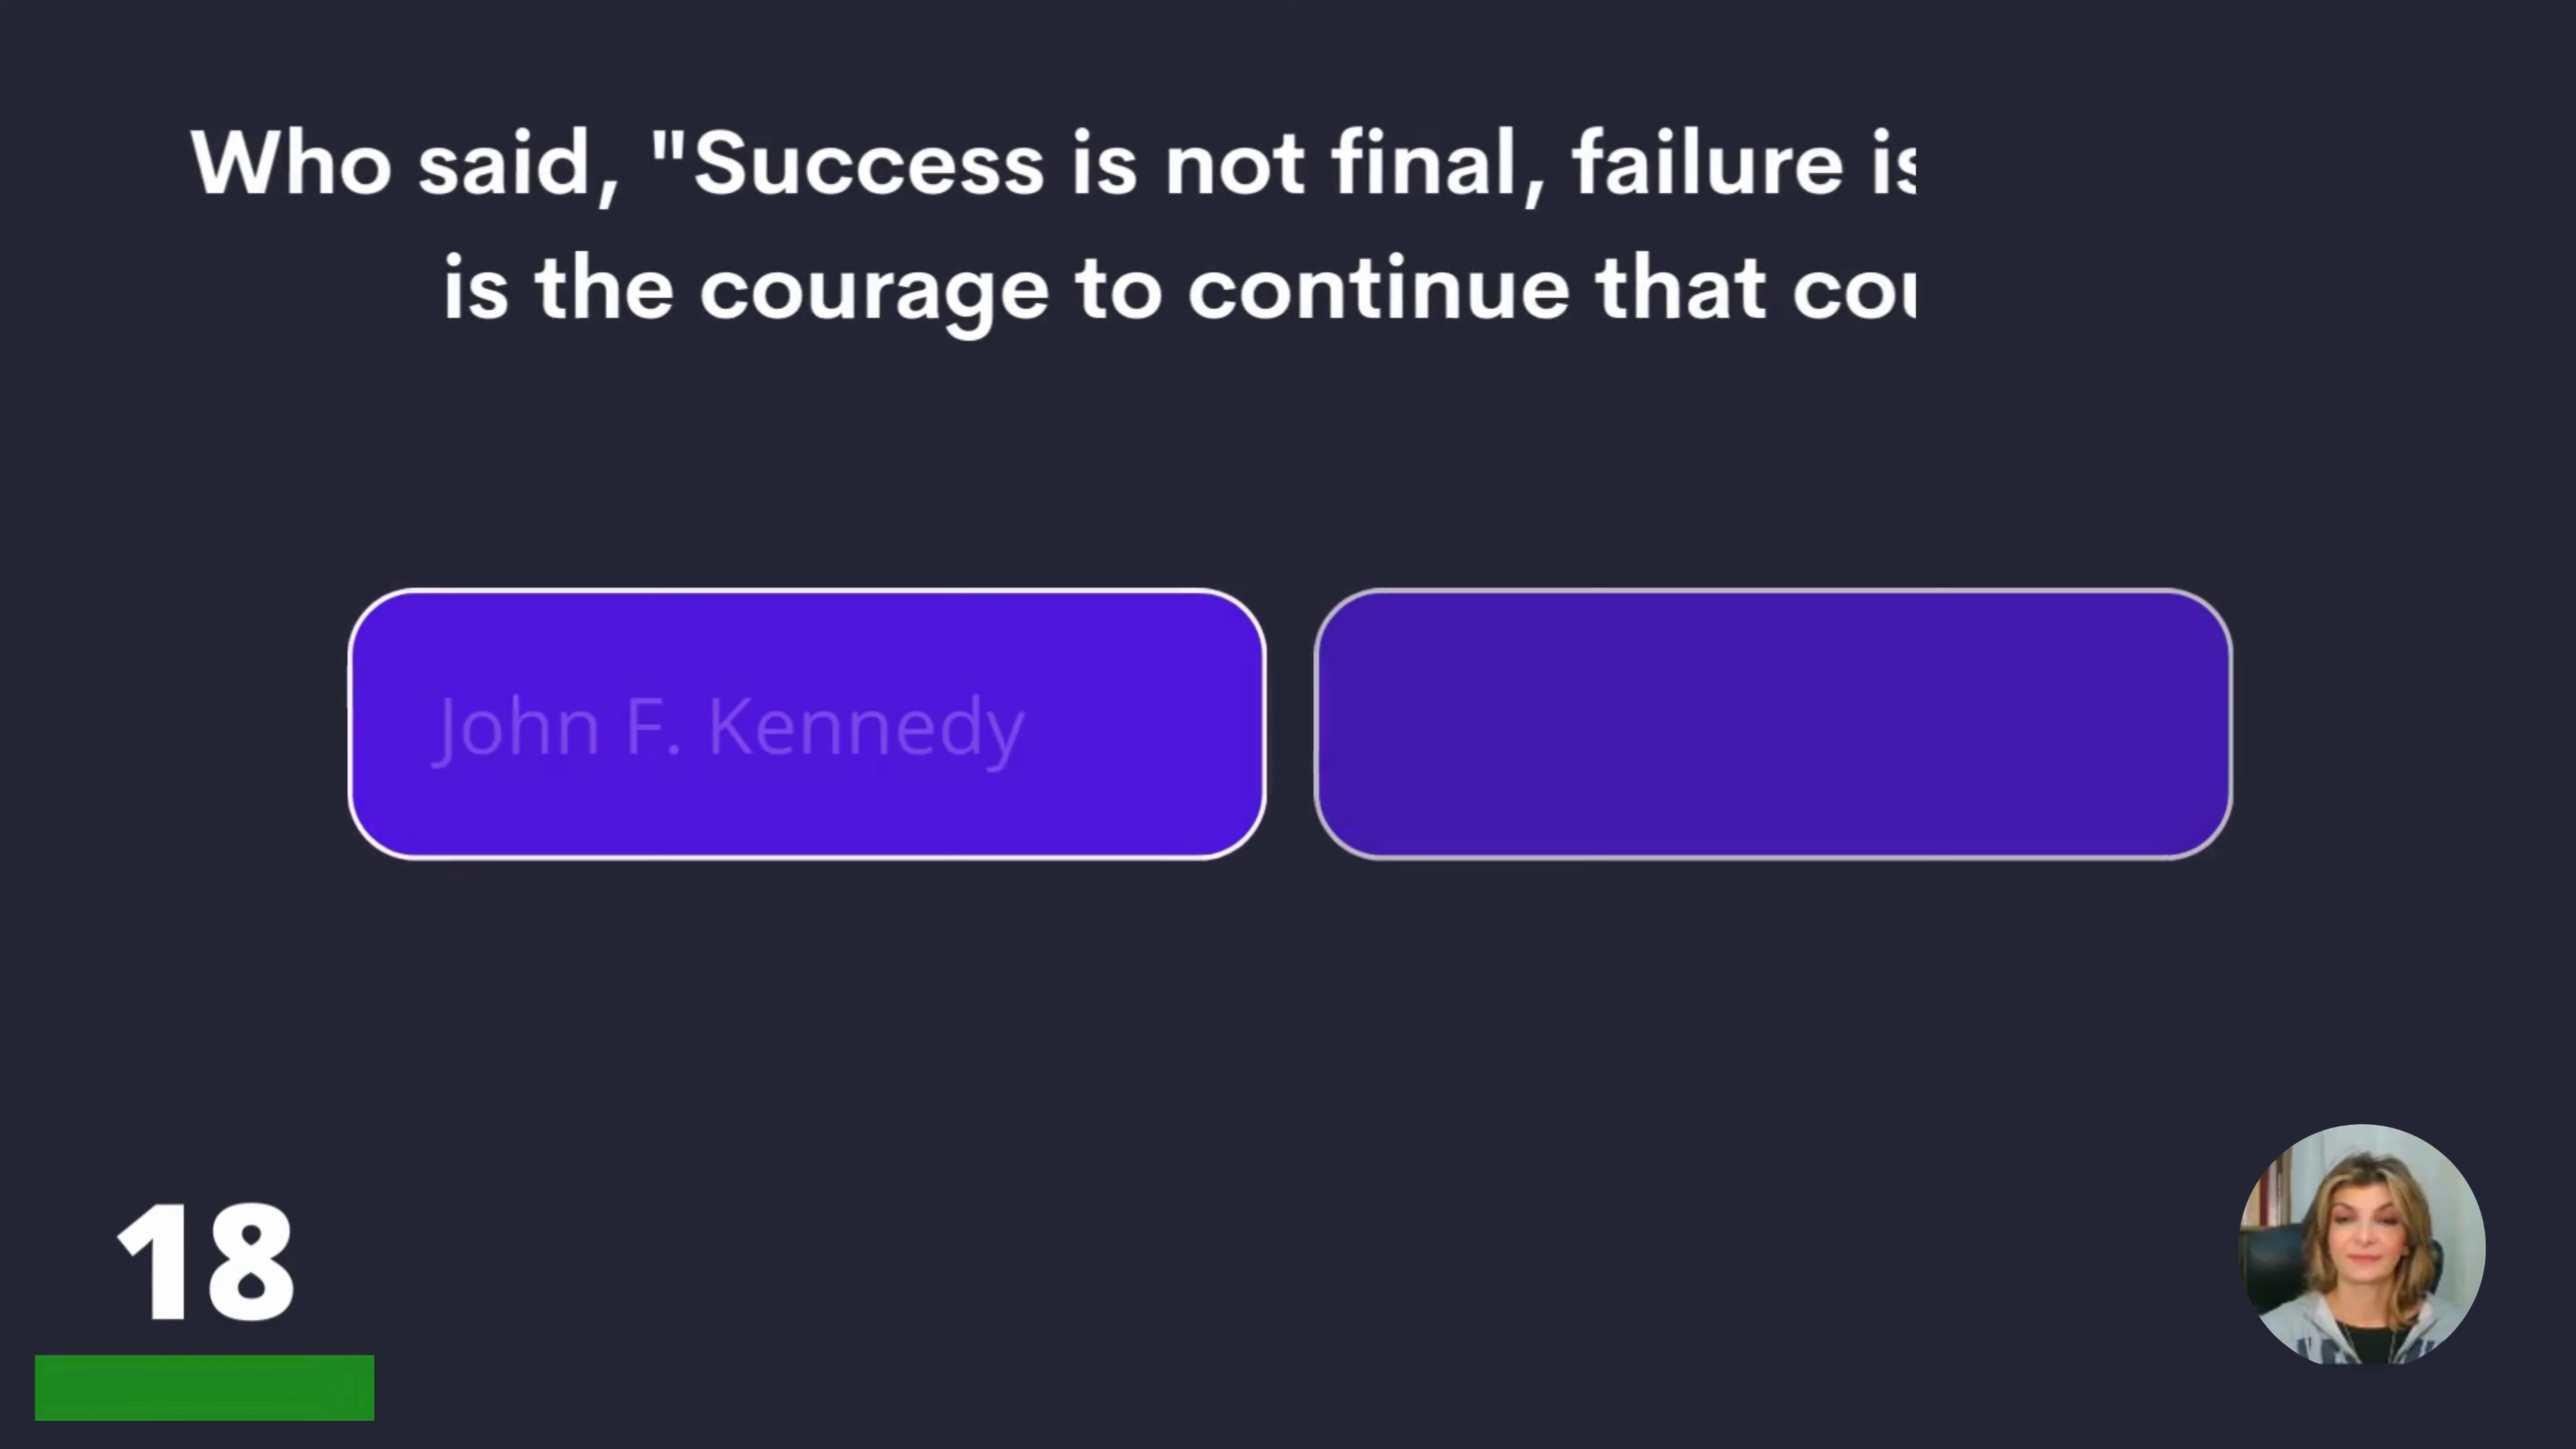 Who said, "Success is not final, failure is
is the courage to continue that cou
John F. Kennedy
18